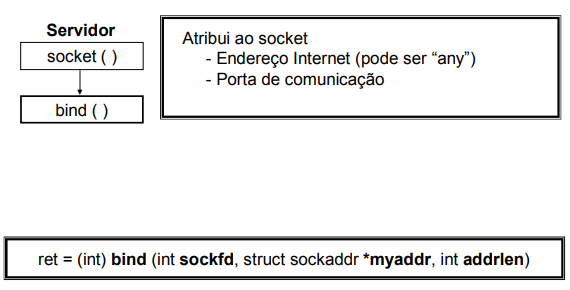 Servidor
socket ( )
bind ( )
Atribui ao socket
- Endereço Internet (pode ser “any”)
- Porta de comunicação
ret = (int) bind (int sockfd, struct sockaddr *myaddr, int addrlen)